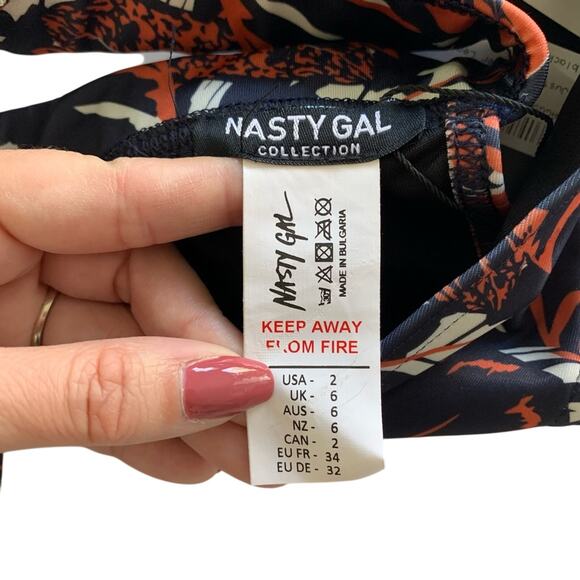 NASTY GAL
COLLECTION
NASTY GAL
MADE IN BULGARIA
KEEP AWAY
FROM FIRE
USA - 2
UK - 6
AUS - 6
NZ - 6
CAN - 2
EU FR - 34
EU DE - 32
black